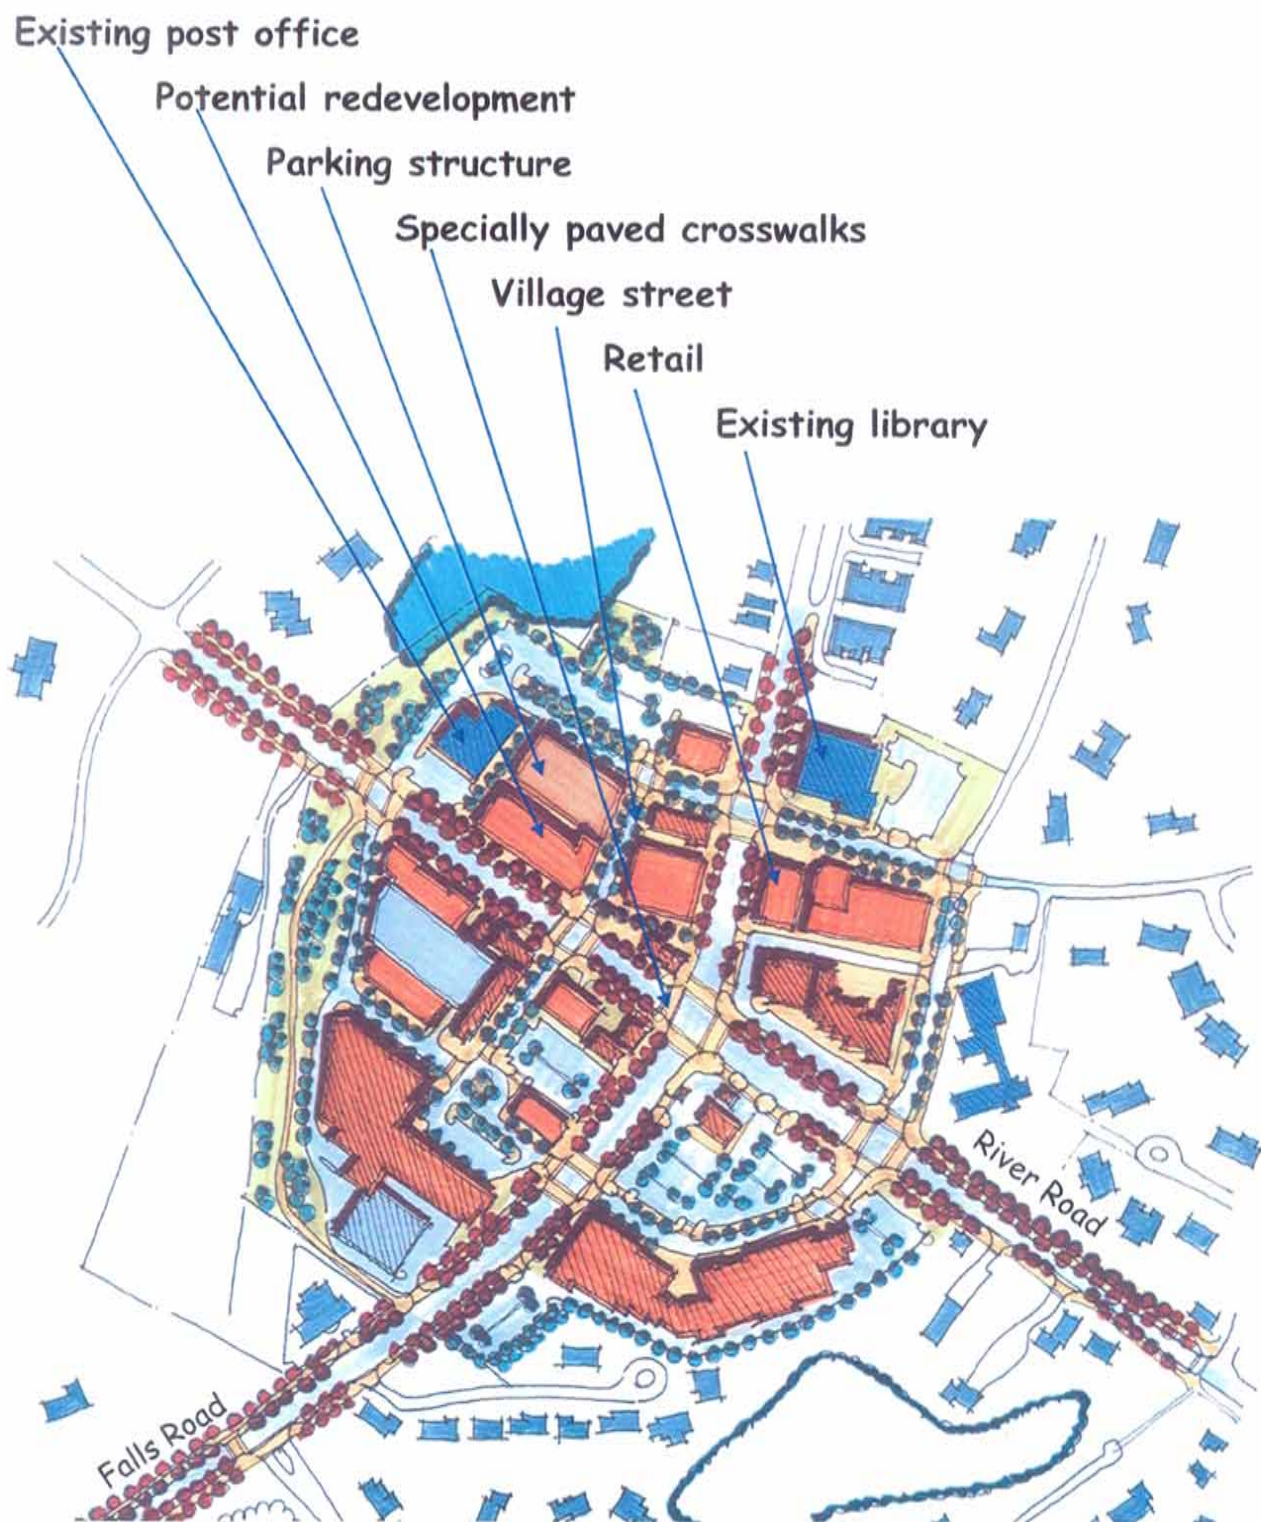 Existing post office
Potential redevelopment
Parking structure
Specially paved crosswalks
Village street
Retail
Existing library
River Road
Falls Road